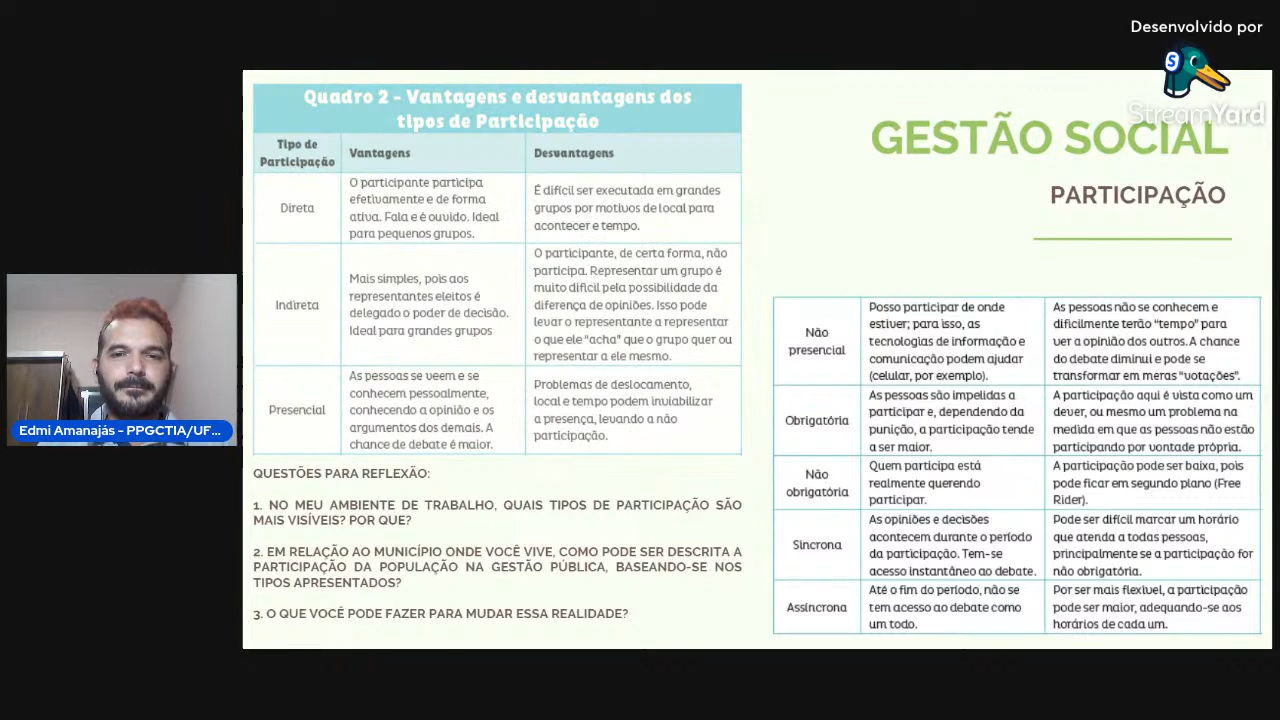 Desenvolvido por
S
StreamYard
Quadro 2 - Vantagens e desvantagens dos
tipos de Participação
Tipo de
Participação
Vantagens
Desvantagens
Direta
O participante participa
efetivamente e de forma
ativa. Fala e é ouvido. Ideal
para pequenos grupos.
É difícil ser executada em grandes
grupos por motivos de local para
acontecer e tempo.
Indireta
Mais simples, pois aos
representantes eleitos é
delegado o poder de decisão.
Ideal para grandes grupos
O participante, de certa forma, não
participa. Representar um grupo é
muito difícil pela possibilidade da
diferença de opiniões. Isso pode
levar o representante a representar
o que ele “acha” que o grupo quer ou
representar a ele mesmo.
Presencial
As pessoas se veem e se
conhecem pessoalmente,
conhecendo a opinião e os
argumentos dos demais. A
chance de debate é maior.
Problemas de deslocamento,
local e tempo podem inviabilizar
a presença, levando a não
participação.
QUESTÕES PARA REFLEXÃO:
1. NO MEU AMBIENTE DE TRABALHO, QUAIS TIPOS DE PARTICIPAÇÃO SÃO
MAIS VISÍVEIS? POR QUE?
2. EM RELAÇÃO AO MUNICÍPIO ONDE VOCÊ VIVE, COMO PODE SER DESCRITA A
PARTICIPAÇÃO DA POPULAÇÃO NA GESTÃO PÚBLICA, BASEANDO-SE NOS
TIPOS APRESENTADOS?
3. O QUE VOCÊ PODE FAZER PARA MUDAR ESSA REALIDADE?
GESTÃO SOCIAL
PARTICIPAÇÃO
Não
presencial
Posso participar de onde
estiver; para isso, as
tecnologias de informação e
comunicação podem ajudar
(celular, por exemplo).
As pessoas não se conhecem e
dificilmente terão “tempo” para
ver a opinião dos outros. A chance
do debate diminui e pode se
transformar em meras “votações”.
Obrigatória
As pessoas são impelidas a
participar e, dependendo da
punição, a participação tende
a ser maior.
A participação aqui é vista como um
dever, ou mesmo um problema na
medida em que as pessoas não estão
participando por vontade própria.
Não
obrigatória
Quem participa está
realmente querendo
participar.
A participação pode ser baixa, pois
pode ficar em segundo plano (Free
Rider).
Síncrona
As opiniões e decisões
acontecem durante o período
da participação. Tem-se
acesso instantâneo ao debate.
Pode ser difícil marcar um horário
que atenda a todas pessoas,
principalmente se a participação for
não obrigatória.
Assíncrona
Até o fim do período, não se
tem acesso ao debate como
um todo.
Por ser mais flexível, a participação
pode ser maior, adequando-se aos
horários de cada um.
Edmi Amanajás - PPGCTIA/UF...